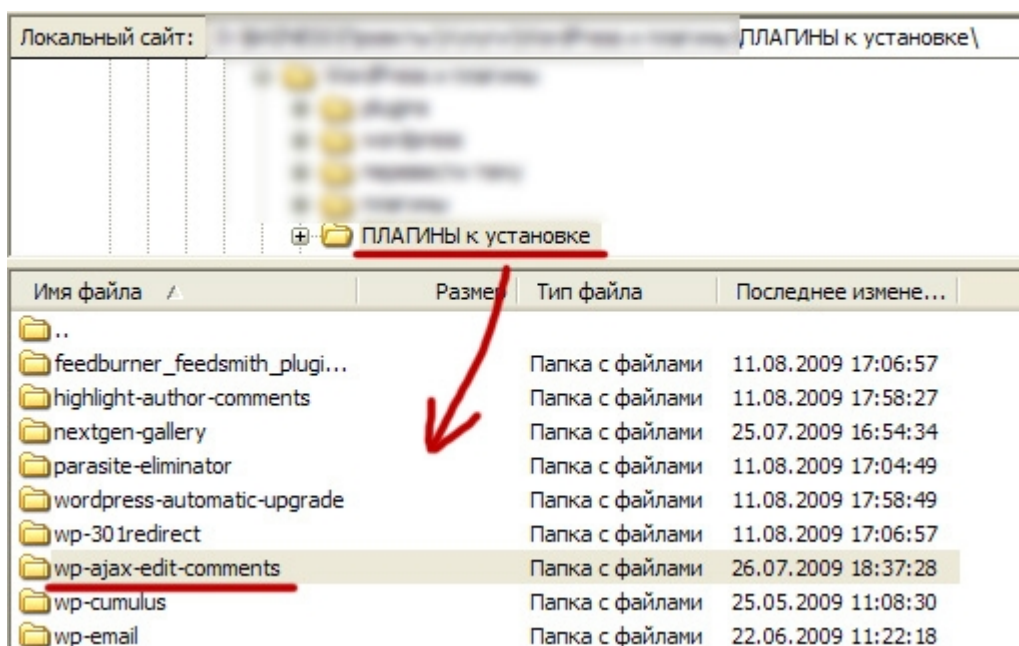 Локальный сайт: ПЛАГИНЫ к установке\
ПЛАГИНЫ к установке
Имя файла Размер Тип файла Последнее измене...
..
feedburner_feedsmith_plugi... Папка с файлами 11.08.2009 17:06:57
highlight-author-comments Папка с файлами 11.08.2009 17:58:27
nextgen-gallery Папка с файлами 25.07.2009 16:54:34
parasite-eliminator Папка с файлами 11.08.2009 17:04:49
wordpress-automatic-upgrade Папка с файлами 11.08.2009 17:58:49
wp-301redirect Папка с файлами 11.08.2009 17:06:57
wp-ajax-edit-comments Папка с файлами 26.07.2009 18:37:28
wp-cumulus Папка с файлами 25.05.2009 11:08:30
wp-email Папка с файлами 22.06.2009 11:22:18